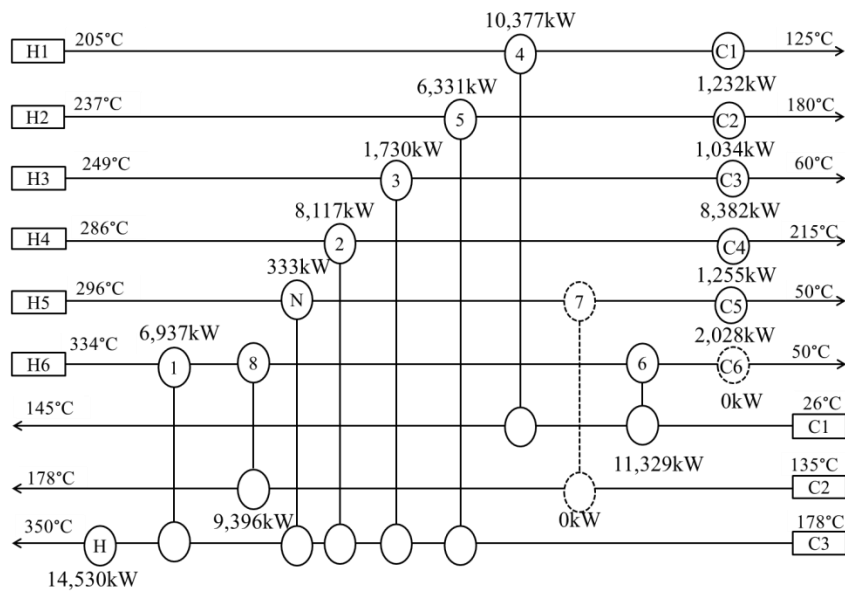 10,377kW
H1 205°C 4 C1 125°C
6,331kW 1,232kW
H2 237°C 5 C2 180°C
1,730kW 1,034kW
H3 249°C 3 C3 60°C
8,117kW 8,382kW
H4 286°C 2 C4 215°C
333kW 1,255kW
H5 296°C N 7 C5 50°C
6,937kW 2,028kW
H6 334°C 1 8 6 C6 50°C
0kW
145°C 26°C C1
11,329kW
178°C 135°C C2
9,396kW 0kW
350°C H 178°C C3
14,530kW